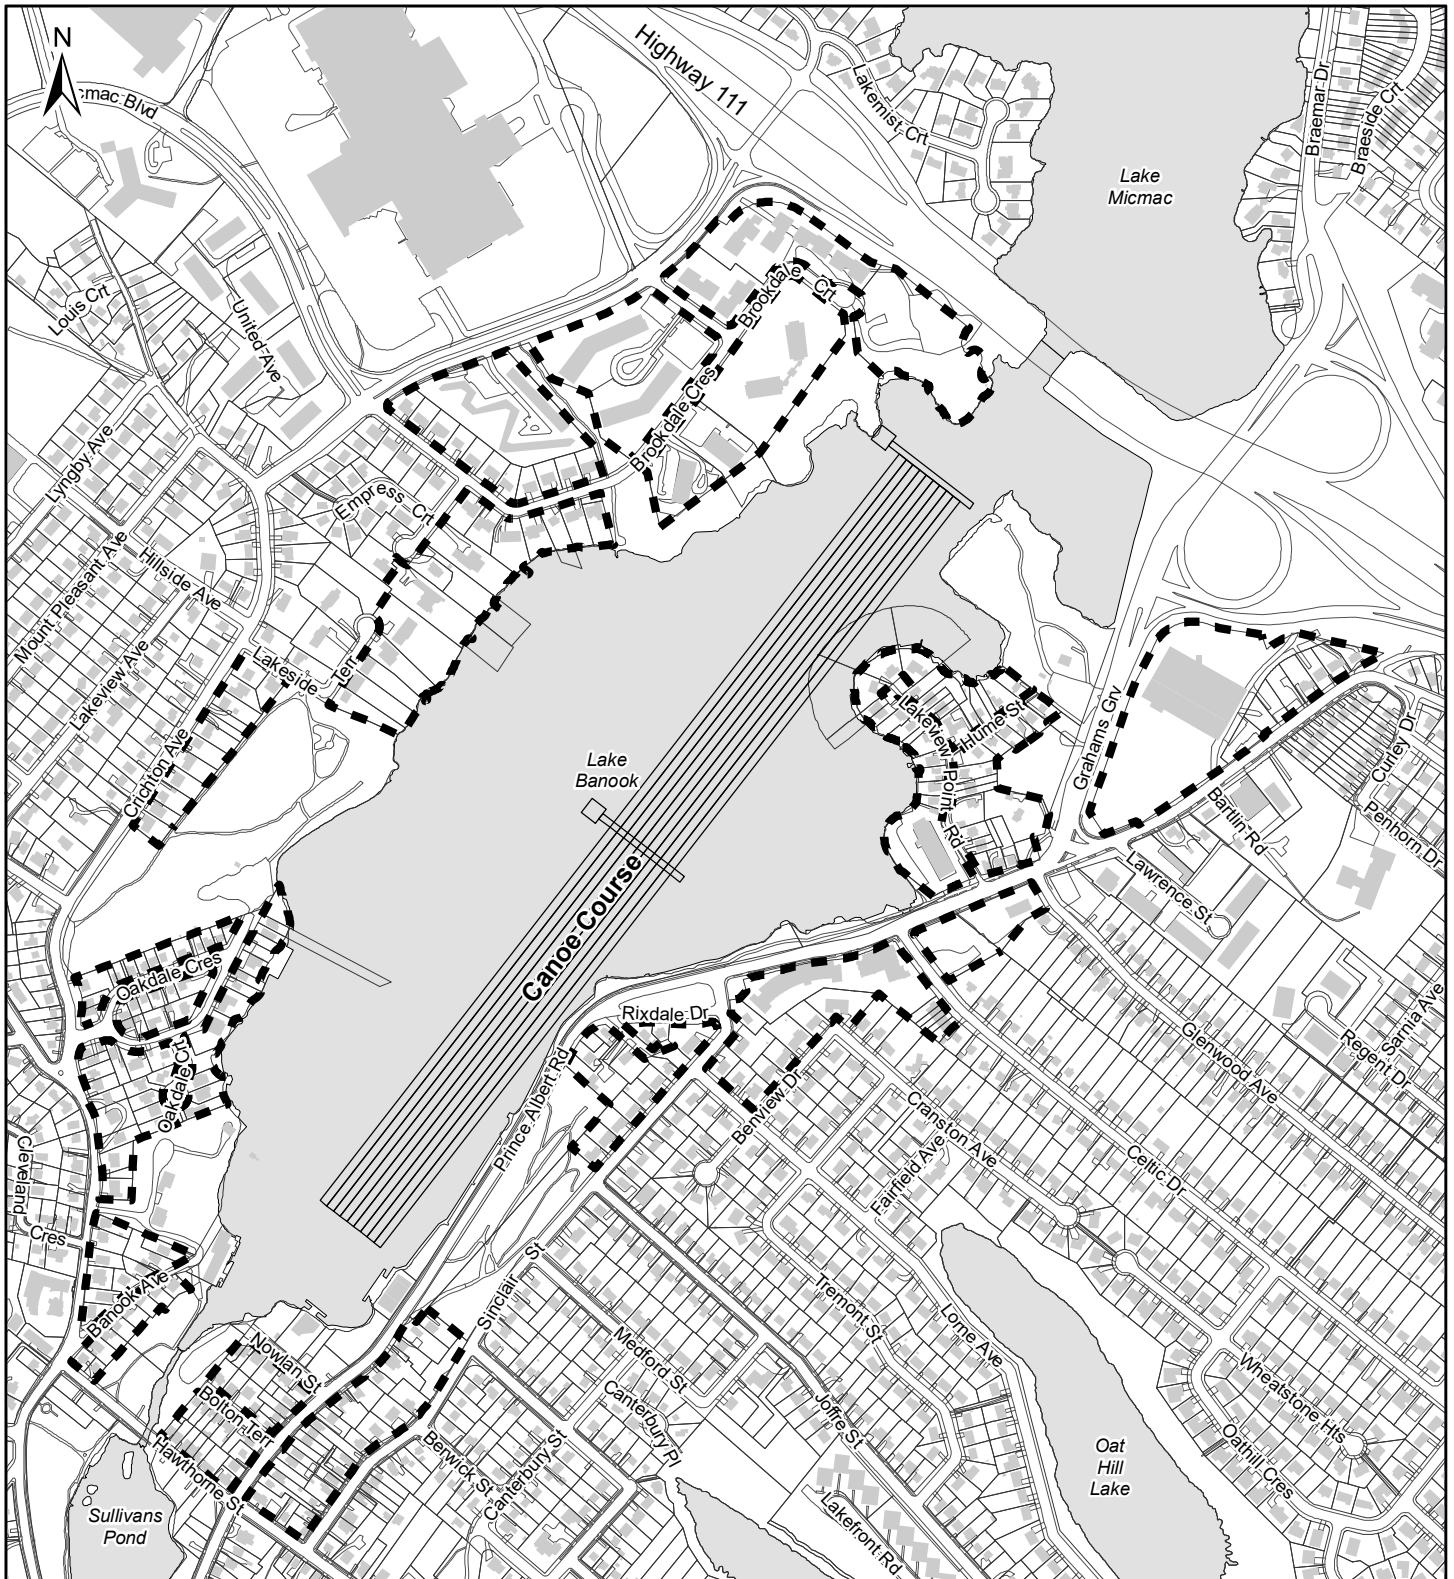 N
cmac Blvd
Highway 111
Lakemist Crt
Braemar Dr
Braeside Crt
Lake
Micmac
Louis Crt
United Ave
Brookdale
Crt
Brookdale Cres
Lyngby Ave
Empress Crt
Mount Pleasant Ave
Hillside Ave
Lakeview Ave
Lakeside
Terr
Crichton Ave
Lake
Banook
Canoe Course
Lakeview Point Rd
Hume St
Grahams Grv
Curley Dr
Penhorn Dr
Bartlin Rd
Lawrence St
Oakdale Cres
Oakdale Crt
Rixdale Dr
Prince Albert Rd
Benview Dr
Glenwood Ave
Sarnia Ave
Regent Dr
Cranston Ave
Fairfield Ave
Celtic Dr
Cleveland
Cres
Banook Ave
Sinclair St
Nowlan St
Bolton Terr
Hawthorne St
Medford St
Tremont St
Lorne Ave
Joffre St
Canterbury Pl
Berwick St
Canterbury St
Wheatstone Hts
Oathill Cres
Oat
Hill
Lake
Lakefront Rd
Sullivans
Pond